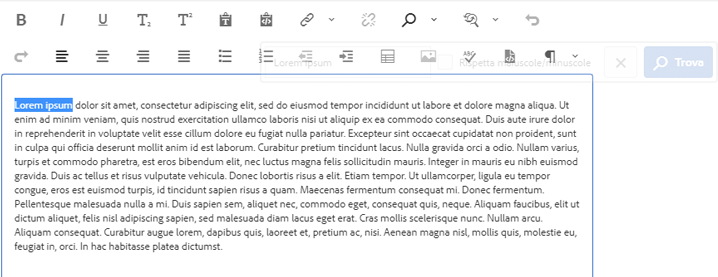 B I U T₂ T² T
ABC
Lorem ipsum Rispetta maiuscole/minuscole Trova
Lorem ipsum dolor sit amet, consectetur adipiscing elit, sed do eiusmod tempor incididunt ut labore et dolore magna aliqua. Ut
enim ad minim veniam, quis nostrud exercitation ullamco laboris nisi ut aliquip ex ea commodo consequat. Duis aute irure dolor
in reprehenderit in voluptate velit esse cillum dolore eu fugiat nulla pariatur. Excepteur sint occaecat cupidatat non proident, sunt
in culpa qui officia deserunt mollit anim id est laborum. Curabitur pretium tincidunt lacus. Nulla gravida orci a odio. Nullam varius,
turpis et commodo pharetra, est eros bibendum elit, nec luctus magna felis sollicitudin mauris. Integer in mauris eu nibh euismod
gravida. Duis ac tellus et risus vulputate vehicula. Donec lobortis risus a elit. Etiam tempor. Ut ullamcorper, ligula eu tempor
congue, eros est euismod turpis, id tincidunt sapien risus a quam. Maecenas fermentum consequat mi. Donec fermentum.
Pellentesque malesuada nulla a mi. Duis sapien sem, aliquet nec, commodo eget, consequat quis, neque. Aliquam faucibus, elit ut
dictum aliquet, felis nisl adipiscing sapien, sed malesuada diam lacus eget erat. Cras mollis scelerisque nunc. Nullam arcu.
Aliquam consequat. Curabitur augue lorem, dapibus quis, laoreet et, pretium ac, nisi. Aenean magna nisl, mollis quis, molestie eu,
feugiat in, orci. In hac habitasse platea dictumst.